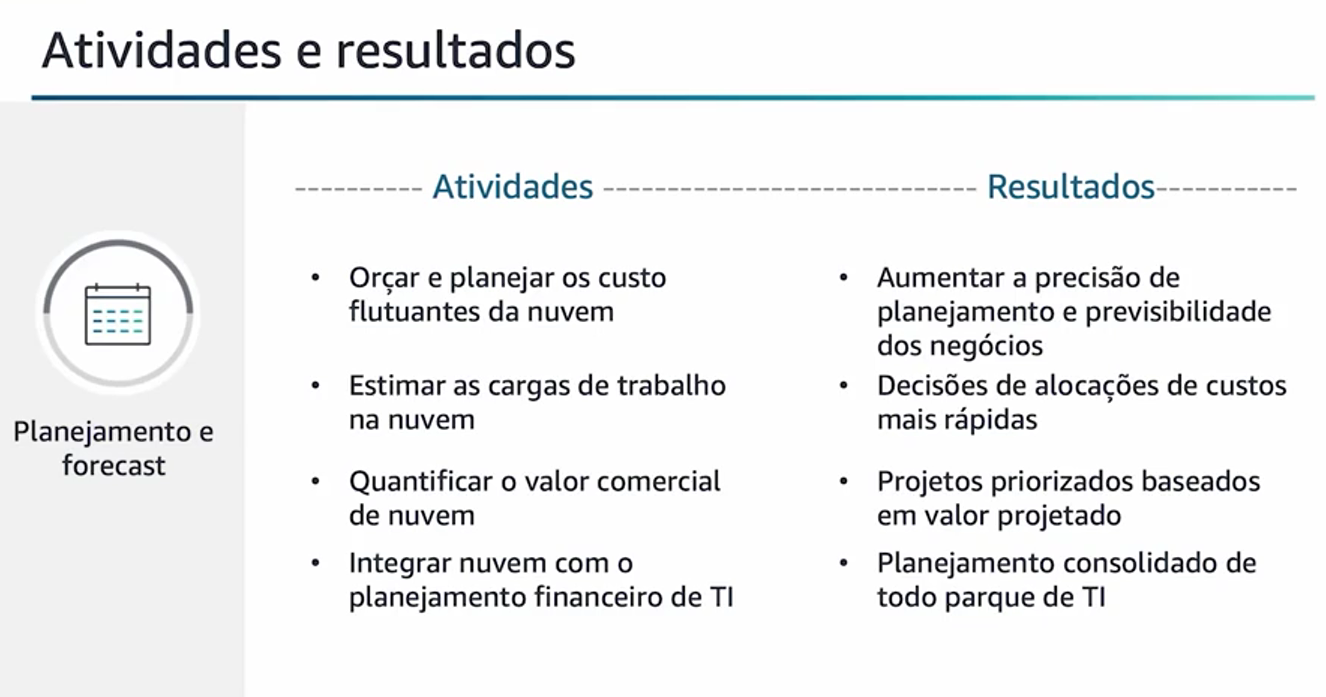 Atividades e resultados
Atividades
Resultados
Planejamento e
forecast
Orçar e planejar os custo
flutuantes da nuvem
Aumentar a precisão de
planejamento e previsibilidade
dos negócios
Estimar as cargas de trabalho
na nuvem
Decisões de alocações de custos
mais rápidas
Quantificar o valor comercial
de nuvem
Projetos priorizados baseados
em valor projetado
Integrar nuvem com o
planejamento financeiro de TI
Planejamento consolidado de
todo parque de TI